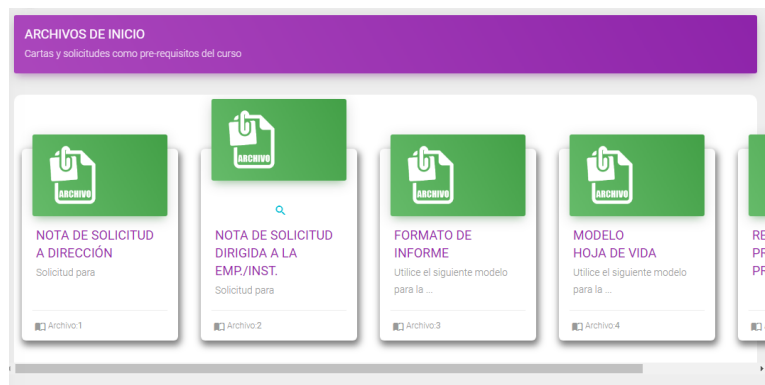 ARCHIVOS DE INICIO
Cartas y solicitudes como pre-requisitos del curso
ARCHIVO
NOTA DE SOLICITUD
A DIRECCIÓN
Solicitud para
Archivo:1
ARCHIVO
NOTA DE SOLICITUD
DIRIGIDA A LA
EMP./INST.
Solicitud para
Archivo:2
ARCHIVO
FORMATO DE
INFORME
Utilice el siguiente modelo
para la ...
Archivo:3
ARCHIVO
MODELO
HOJA DE VIDA
Utilice el siguiente modelo
para la ...
Archivo:4